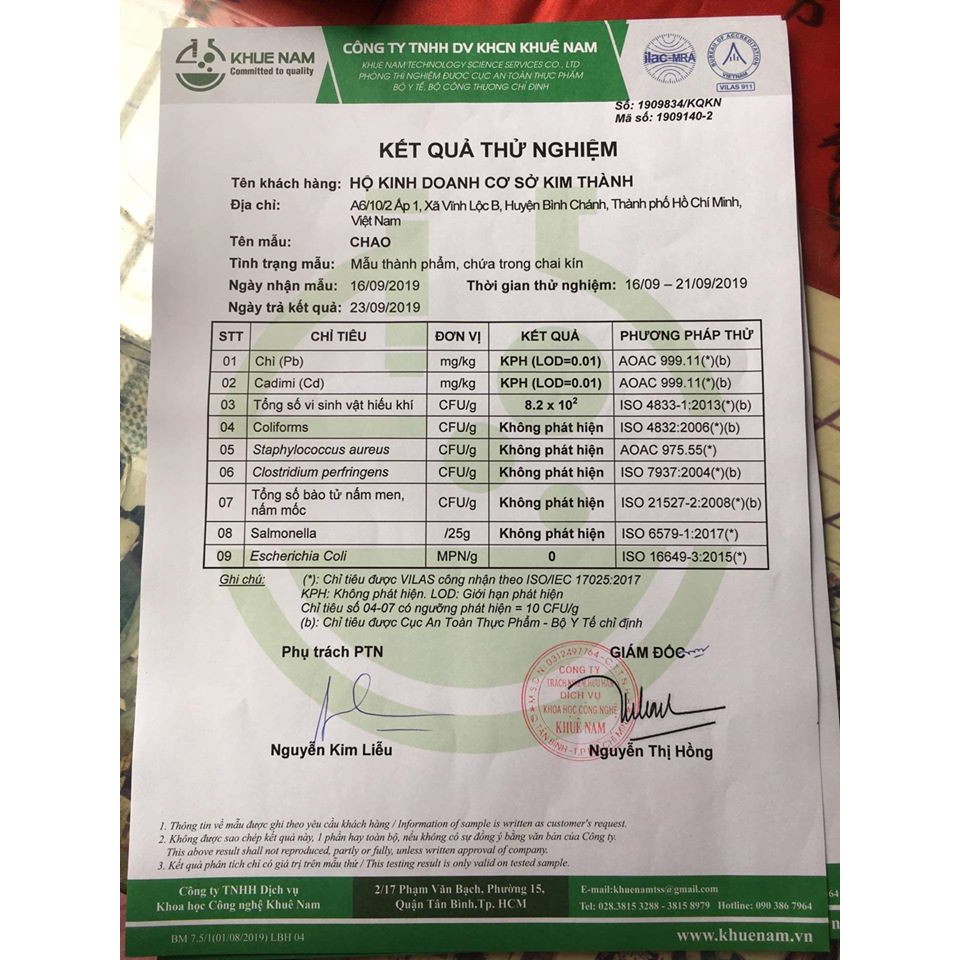 KHUE NAM
Committed to quality
CÔNG TY TNHH DV KHCN KHUÊ NAM
KHUE NAM TECHNOLOGY SCIENCE SERVICES CO., LTD
PHÒNG THÍ NGHIỆM ĐƯỢC CỤC AN TOÀN THỰC PHẨM
BỘ Y TẾ, BỘ CÔNG THƯƠNG CHỈ ĐỊNH
ilac-MRA
BUREAU OF ACCREDITATION
VIETNAM
VILAS 911
Số: 1909834/KQKN
Mã số: 1909140-2
KẾT QUẢ THỬ NGHIỆM
Tên khách hàng: HỘ KINH DOANH CƠ SỞ KIM THÀNH
Địa chỉ: A6/10/2 Ấp 1, Xã Vĩnh Lộc B, Huyện Bình Chánh, Thành phố Hồ Chí Minh,
Việt Nam
Tên mẫu: CHAO
Tình trạng mẫu: Mẫu thành phẩm, chứa trong chai kín
Ngày nhận mẫu: 16/09/2019 Thời gian thử nghiệm: 16/09 – 21/09/2019
Ngày trả kết quả: 23/09/2019
STT CHỈ TIÊU ĐƠN VỊ KẾT QUẢ PHƯƠNG PHÁP THỬ
01 Chì (Pb) mg/kg KPH (LOD=0.01) AOAC 999.11(*)(b)
02 Cadimi (Cd) mg/kg KPH (LOD=0.01) AOAC 999.11(*)(b)
03 Tổng số vi sinh vật hiếu khí CFU/g 8.2 x 10² ISO 4833-1:2013(*)(b)
04 Coliforms CFU/g Không phát hiện ISO 4832:2006(*)(b)
05 Staphylococcus aureus CFU/g Không phát hiện AOAC 975.55(*)
06 Clostridium perfringens CFU/g Không phát hiện ISO 7937:2004(*)(b)
07 Tổng số bào tử nấm men, nấm mốc CFU/g Không phát hiện ISO 21527-2:2008(*)(b)
08 Salmonella /25g Không phát hiện ISO 6579-1:2017(*)
09 Escherichia Coli MPN/g 0 ISO 16649-3:2015(*)
Ghi chú: (*): Chỉ tiêu được VILAS công nhận theo ISO/IEC 17025:2017
KPH: Không phát hiện. LOD: Giới hạn phát hiện
Chỉ tiêu số 04-07 có ngưỡng phát hiện = 10 CFU/g
(b): Chỉ tiêu được Cục An Toàn Thực Phẩm - Bộ Y Tế chỉ định
Phụ trách PTN GIÁM ĐỐC
M.S.D.N: 0312497764
CÔNG TY
TRÁCH NHIỆM HỮU HẠN
DỊCH VỤ
KHOA HỌC CÔNG NGHỆ
KHUÊ NAM
Nguyễn Kim Liễu Nguyễn Thị Hồng
1. Thông tin về mẫu được ghi theo yêu cầu khách hàng / Information of sample is written as customer's request.
2. Không được sao chép kết quả này, 1 phần hay toàn bộ, nếu không có sự đồng ý bằng văn bản của Công ty.
This above result shall not reproduced, partly or fully, unless written approval of company.
3. Kết quả phân tích chỉ có giá trị trên mẫu thử / This testing result is only valid on tested sample.
Công ty TNHH Dịch vụ
Khoa học Công nghệ Khuê Nam
2/17 Phạm Văn Bạch, Phường 15,
Quận Tân Bình,Tp. HCM
E-mail:khuenamtss@gmail.com
Tel: 028.3815 3288 - 3815 8979 Hotline: 090 386 7964
BM 7.5/1(01/08/2019) LBH 04
www.khuenam.vn